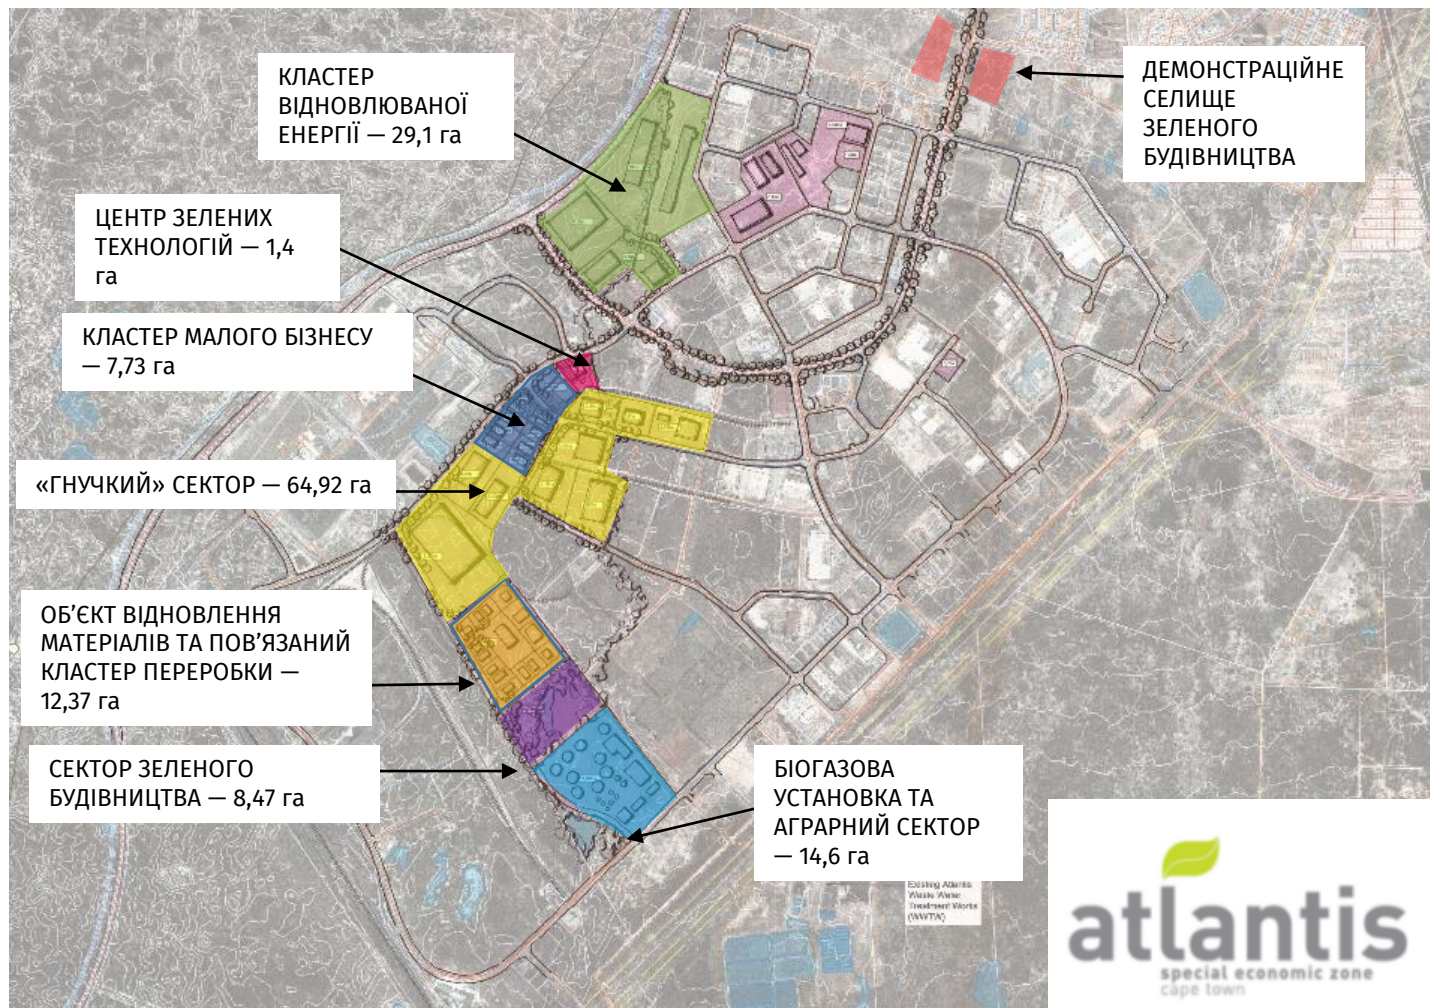 КЛАСТЕР
ВІДНОВЛЮВАНОЇ
ЕНЕРГІЇ — 29,1 га
ДЕМОНСТРАЦІЙНЕ
СЕЛИЩЕ
ЗЕЛЕНОГО
БУДІВНИЦТВА
ЦЕНТР ЗЕЛЕНИХ
ТЕХНОЛОГІЙ — 1,4
га
КЛАСТЕР МАЛОГО БІЗНЕСУ
— 7,73 га
«ГНУЧКИЙ» СЕКТОР — 64,92 га
ОБ’ЄКТ ВІДНОВЛЕННЯ
МАТЕРІАЛІВ ТА ПОВ’ЯЗАНИЙ
КЛАСТЕР ПЕРЕРОБКИ —
12,37 га
СЕКТОР ЗЕЛЕНОГО
БУДІВНИЦТВА — 8,47 га
БІОГАЗОВА
УСТАНОВКА ТА
АГРАРНИЙ СЕКТОР
— 14,6 га
Existing Atlantis
Waste Water
Treatment Works
(WWTW)
atlantis
special economic zone
cape town